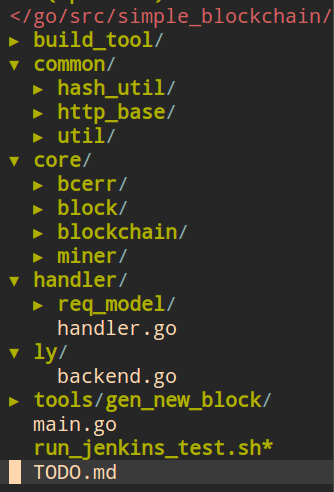 </go/src/simple_blockchain/
▸ build_tool/
▾ common/
▸ hash_util/
▸ http_base/
▸ util/
▾ core/
▸ bcerr/
▸ block/
▸ blockchain/
▸ miner/
▾ handler/
▸ req_model/
handler.go
▾ ly/
backend.go
▸ tools/gen_new_block/
main.go
run_jenkins_test.sh*
TODO.md